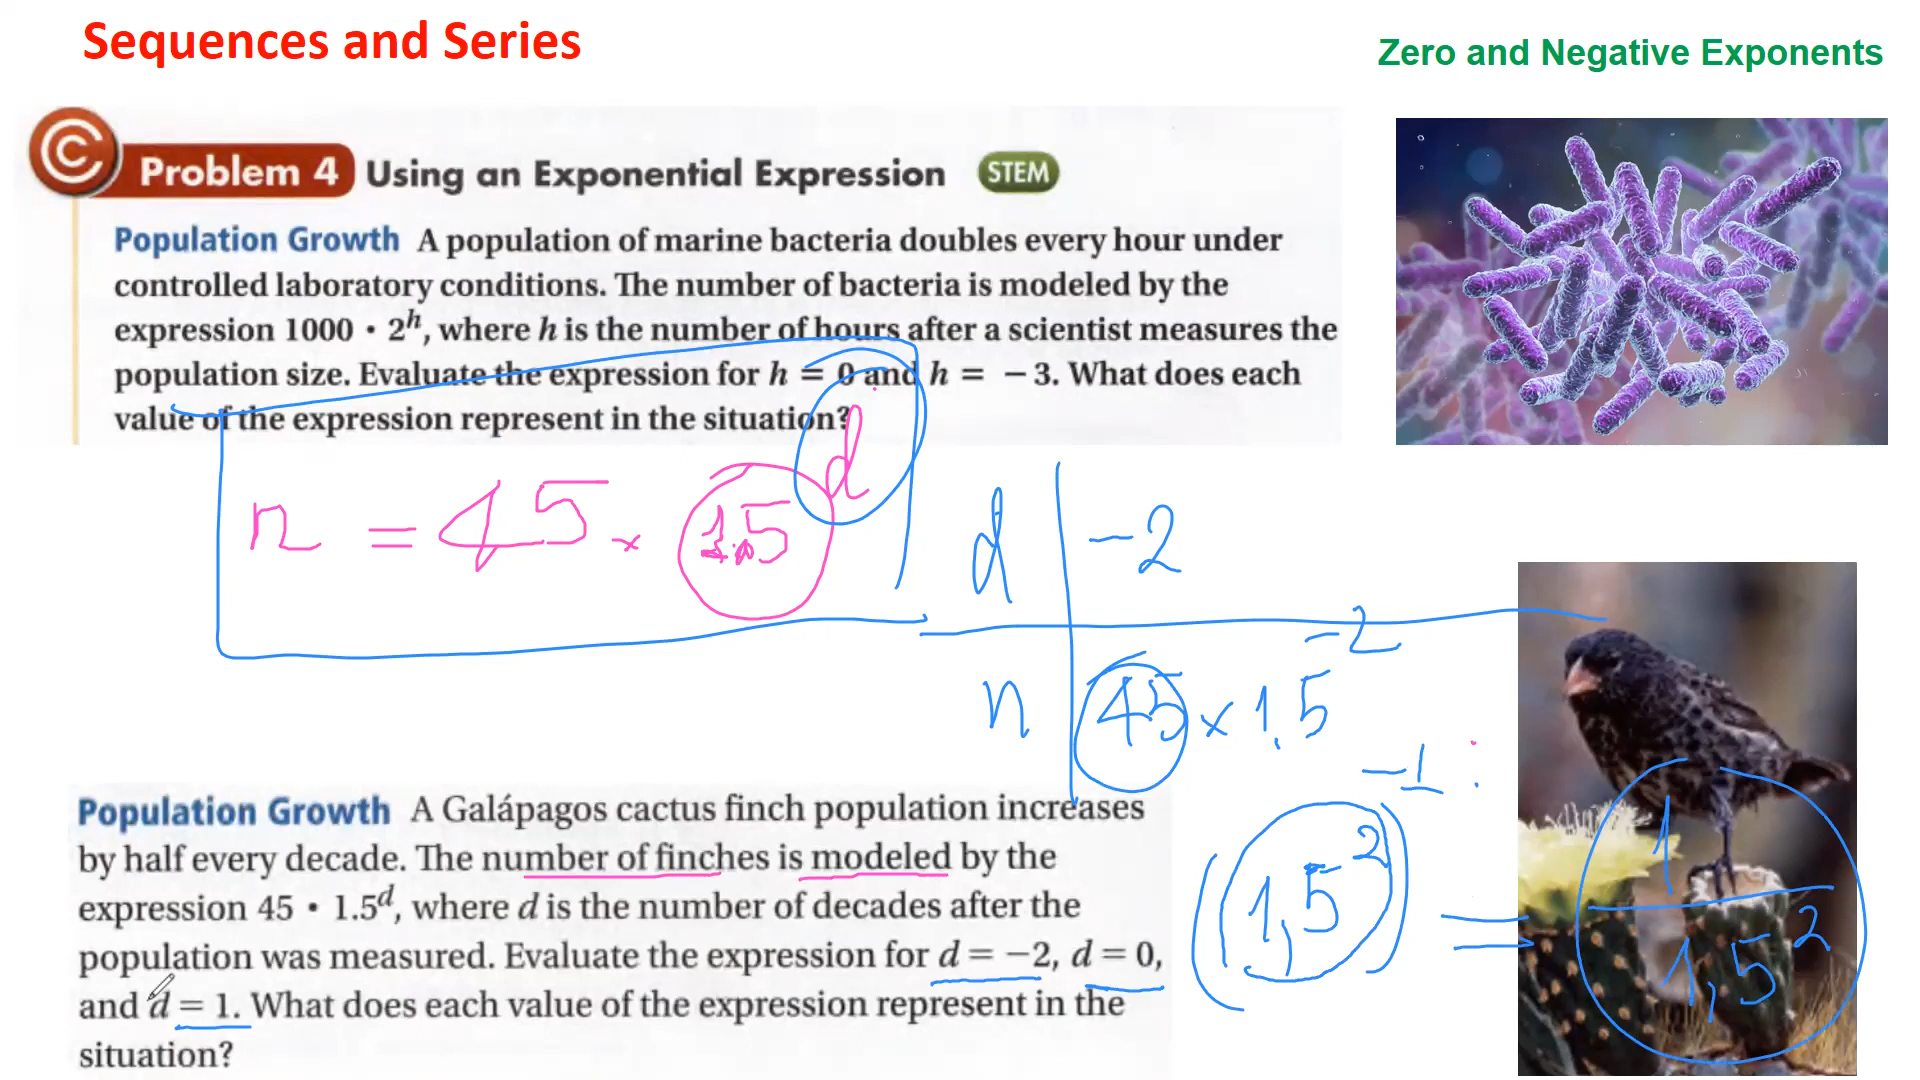 Sequences and Series
Zero and Negative Exponents
Problem 4 Using an Exponential Expression STEM
Population Growth A population of marine bacteria doubles every hour under
controlled laboratory conditions. The number of bacteria is modeled by the
expression 1000 • 2^h, where h is the number of hours after a scientist measures the
population size. Evaluate the expression for h = 0 and h = −3. What does each
value of the expression represent in the situation?
n = 45 × 1.5^d
d | −2
n | 45 × 1,5^−2
(1,5^2)^−1 = 1/1,5^2
Population Growth A Galápagos cactus finch population increases
by half every decade. The number of finches is modeled by the
expression 45 • 1.5^d, where d is the number of decades after the
population was measured. Evaluate the expression for d = −2, d = 0,
and d = 1. What does each value of the expression represent in the
situation?